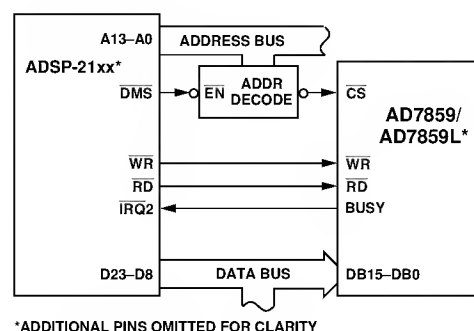 A13–A0
ADDRESS BUS
ADSP-21xx*
DMS
EN
ADDR
DECODE
CS
AD7859/
AD7859L*
WR
WR
RD
RD
IRQ2
BUSY
D23–D8
DATA BUS
DB15–DB0
*ADDITIONAL PINS OMITTED FOR CLARITY